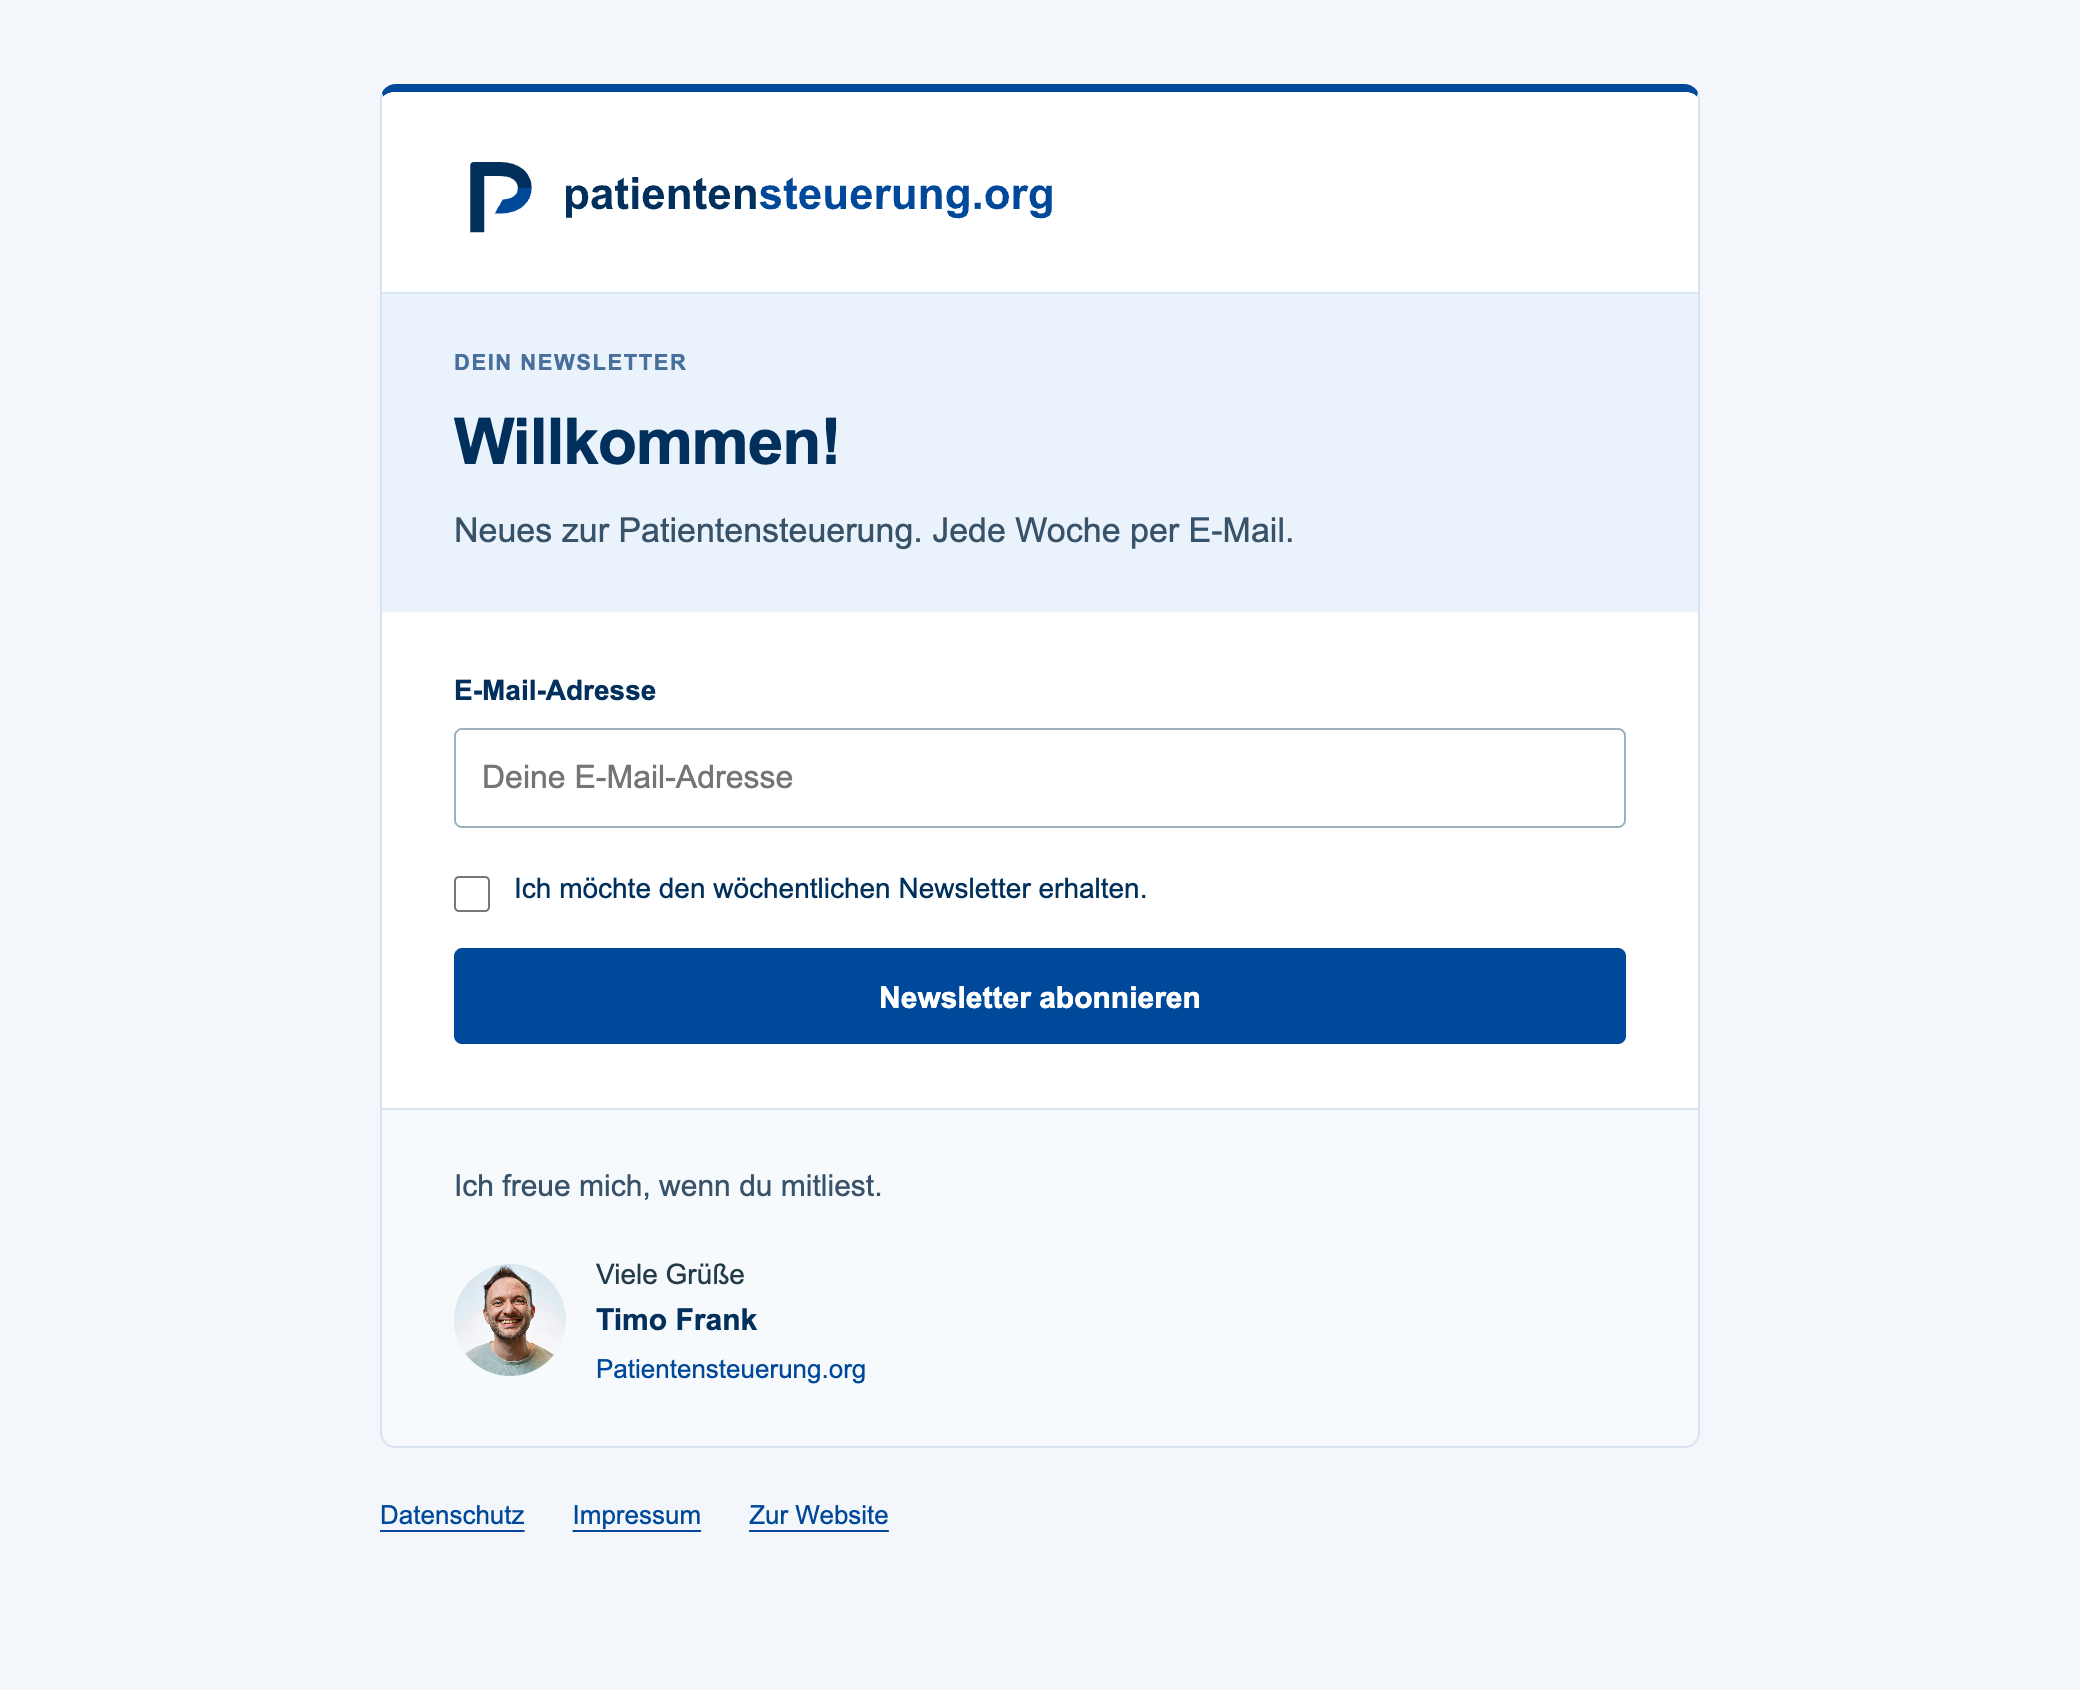 patientensteuerung.org
DEIN NEWSLETTER
Willkommen!
Neues zur Patientensteuerung. Jede Woche per E-Mail.
E-Mail-Adresse
Deine E-Mail-Adresse
Ich möchte den wöchentlichen Newsletter erhalten.
Newsletter abonnieren
Ich freue mich, wenn du mitliest.
Viele Grüße
Timo Frank
Patientensteuerung.org
Datenschutz Impressum Zur Website